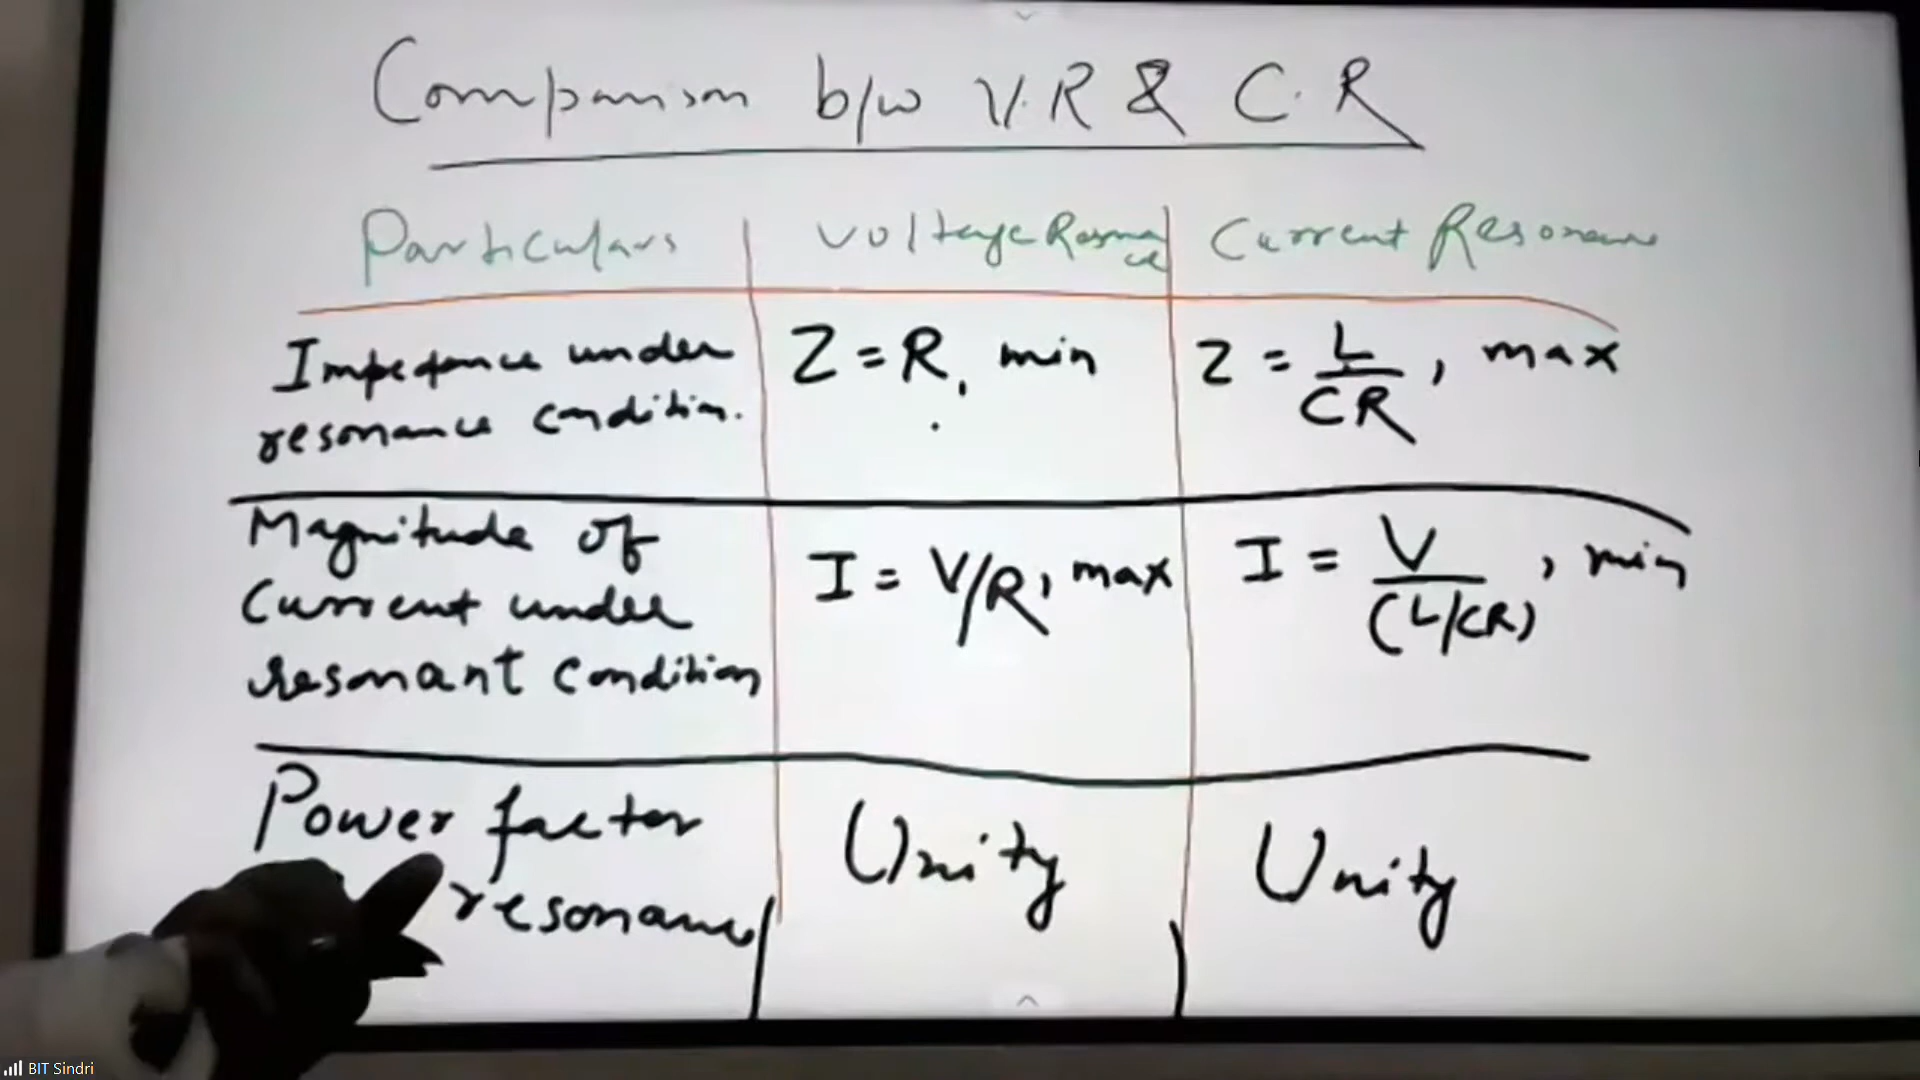 Comparison b/w V.R & C.R
Particulars Voltage Resonance Current Resonance
Impedance under resonance condition. Z = R, min Z = L/CR, max
Magnitude of Current under resonant condition I = V/R, max I = V/(L/CR), min
Power factor resonance Unity Unity
BIT Sindri